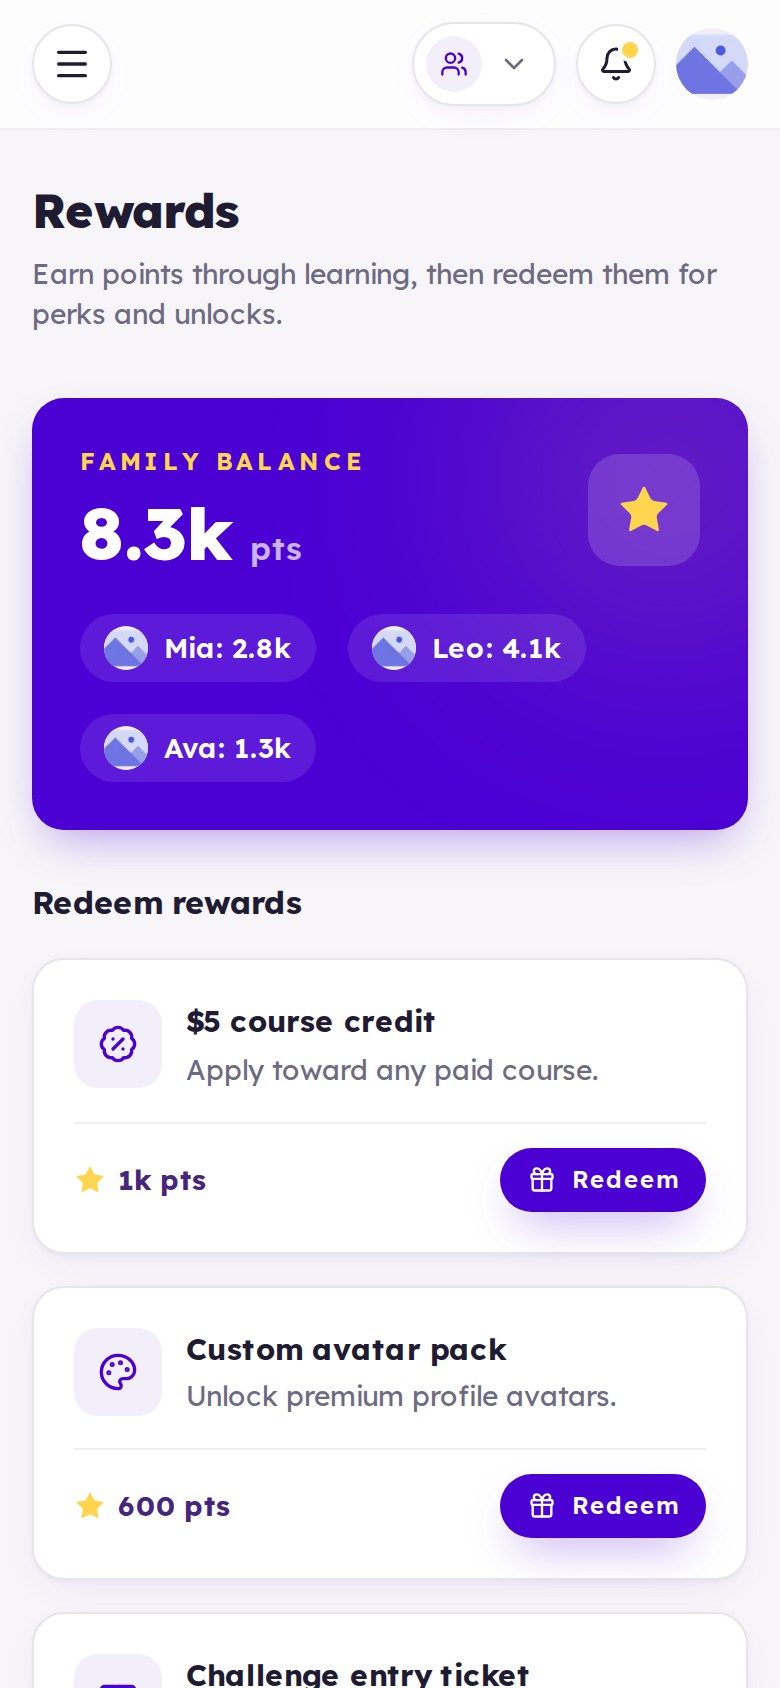 Rewards
Earn points through learning, then redeem them for
perks and unlocks.
FAMILY BALANCE
8.3k pts
Mia: 2.8k
Leo: 4.1k
Ava: 1.3k
Redeem rewards
$5 course credit
Apply toward any paid course.
1k pts
Redeem
Custom avatar pack
Unlock premium profile avatars.
600 pts
Redeem
Challenge entry ticket